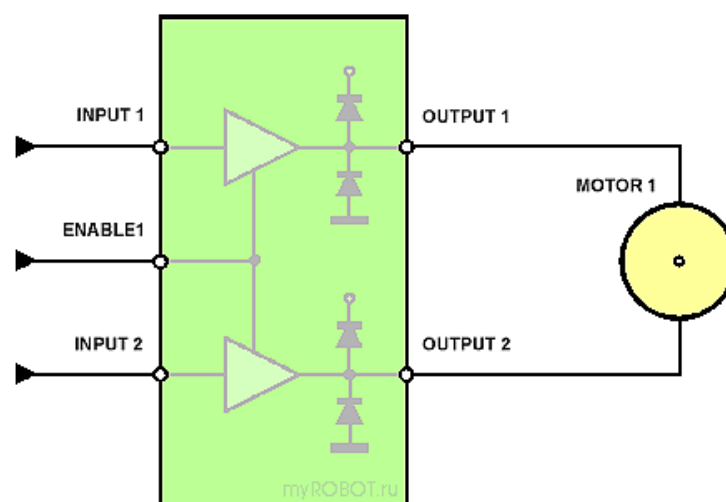 INPUT 1
OUTPUT 1
MOTOR 1
ENABLE1
INPUT 2
OUTPUT 2
myROBOT.ru